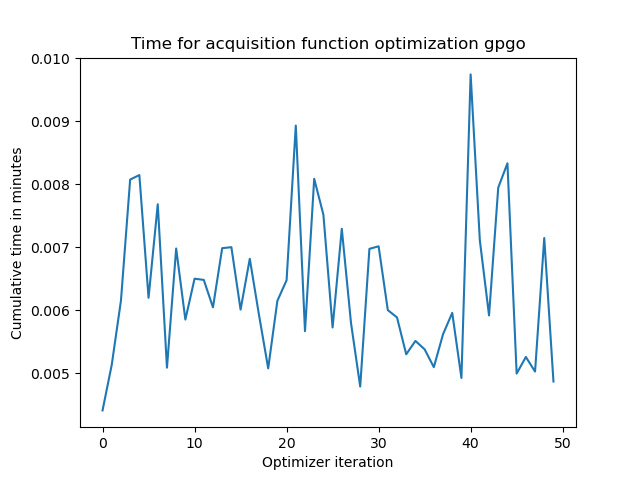 Time for acquisition function optimization gpgo
Cumulative time in minutes
0.010
0.009
0.008
0.007
0.006
0.005
0 10 20 30 40 50
Optimizer iteration